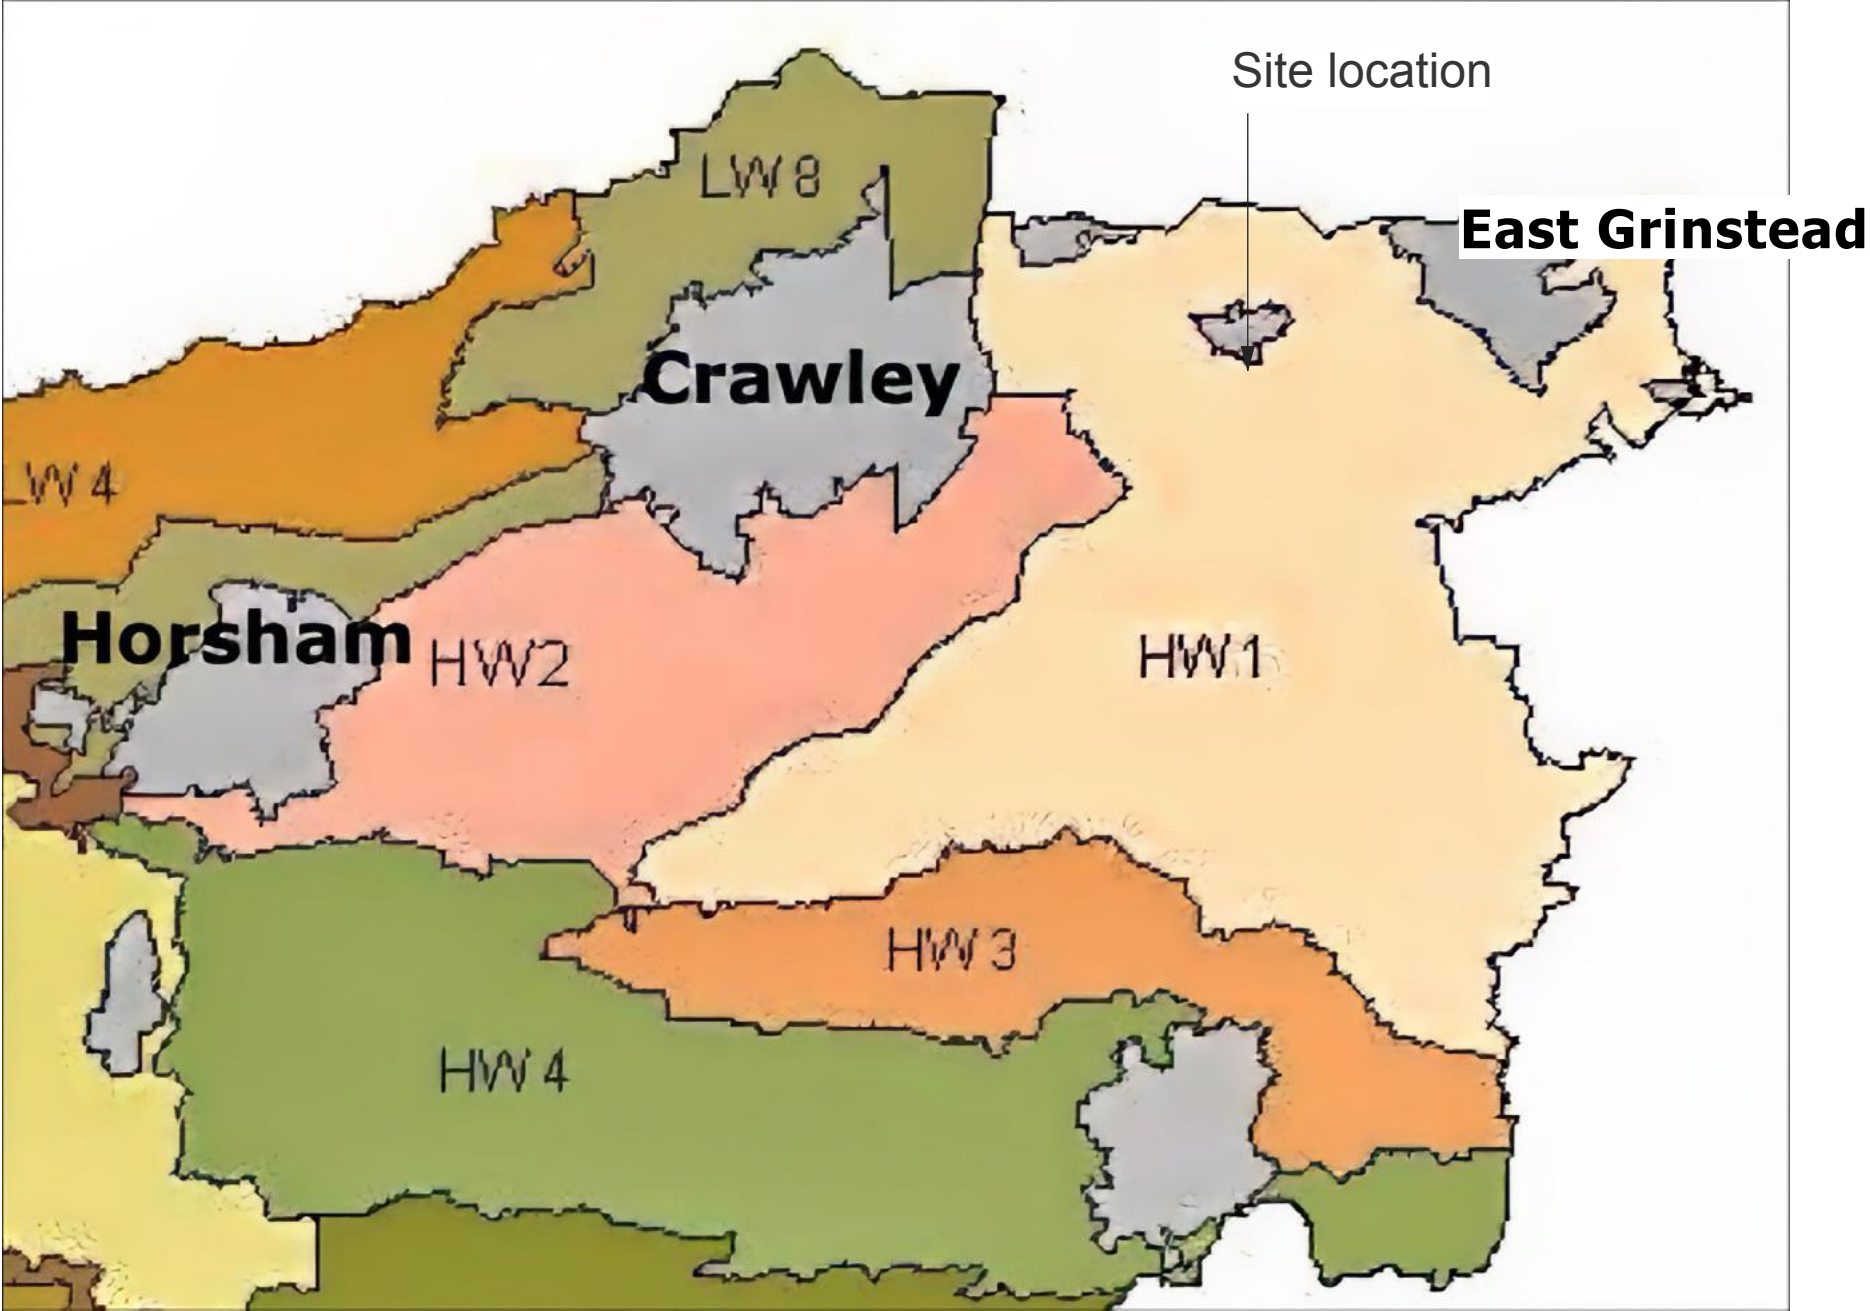 Site location
LW 8
East Grinstead
Crawley
LW 4
Horsham
HW2
HW 1
HW 3
HW 4